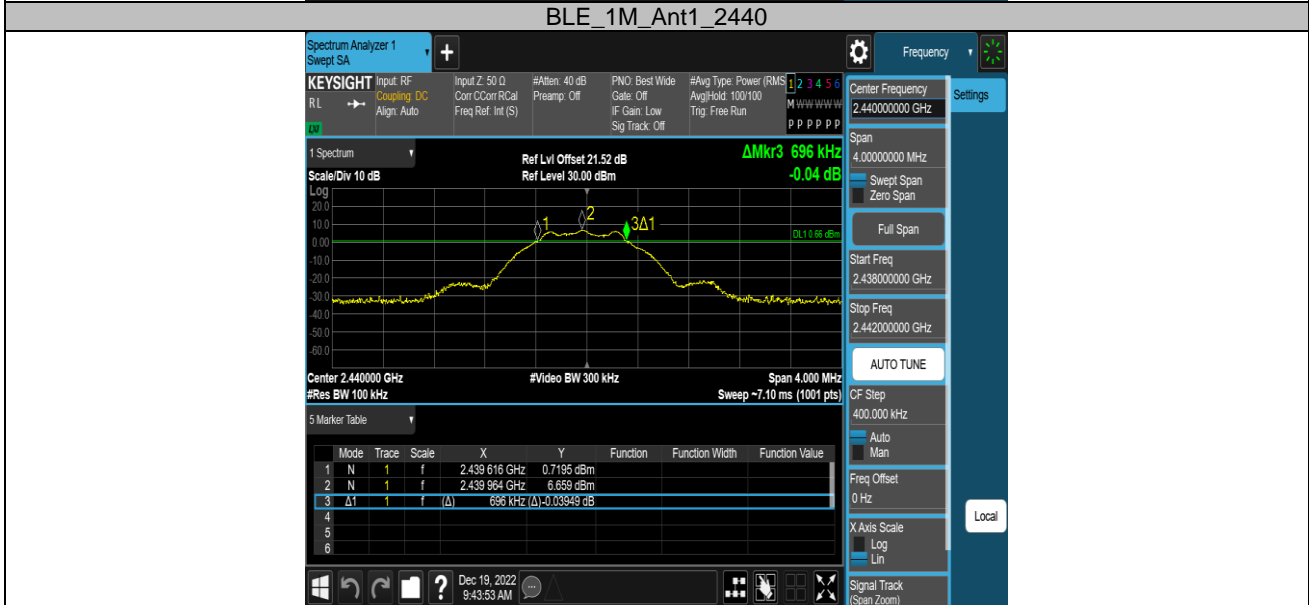 BLE_1M_Ant1_2440
Spectrum Analyzer 1
Swept SA
+
Frequency
KEYSIGHT
RL
LXI
Input: RF
Coupling: DC
Align: Auto
Input Z: 50 Ω
Corr CCorr RCal
Freq Ref: Int (S)
#Atten: 40 dB
Preamp: Off
PNO: Best Wide
Gate: Off
IF Gain: Low
Sig Track: Off
#Avg Type: Power (RMS
Avg|Hold: 100/100
Trig: Free Run
1 2 3 4 5 6
M W W W W W
P P P P P P
1 Spectrum
Scale/Div 10 dB
Ref Lvl Offset 21.52 dB
Ref Level 30.00 dBm
ΔMkr3 696 kHz
-0.04 dB
Log
20.0
10.0
0.00
-10.0
-20.0
-30.0
-40.0
-50.0
-60.0
1
2
3Δ1
DL1 0.66 dBm
Center 2.440000 GHz
#Res BW 100 kHz
#Video BW 300 kHz
Span 4.000 MHz
Sweep ~7.10 ms (1001 pts)
5 Marker Table
Mode Trace Scale X Y Function Function Width Function Value
1 N 1 f 2.439 616 GHz 0.7195 dBm
2 N 1 f 2.439 964 GHz 6.659 dBm
3 Δ1 1 f (Δ) 696 kHz (Δ) -0.03949 dB
4
5
6
?
Dec 19, 2022
9:43:53 AM
Center Frequency
2.440000000 GHz
Settings
Span
4.00000000 MHz
Swept Span
Zero Span
Full Span
Start Freq
2.438000000 GHz
Stop Freq
2.442000000 GHz
AUTO TUNE
CF Step
400.000 kHz
Auto
Man
Freq Offset
0 Hz
Local
X Axis Scale
Log
Lin
Signal Track
(Span Zoom)